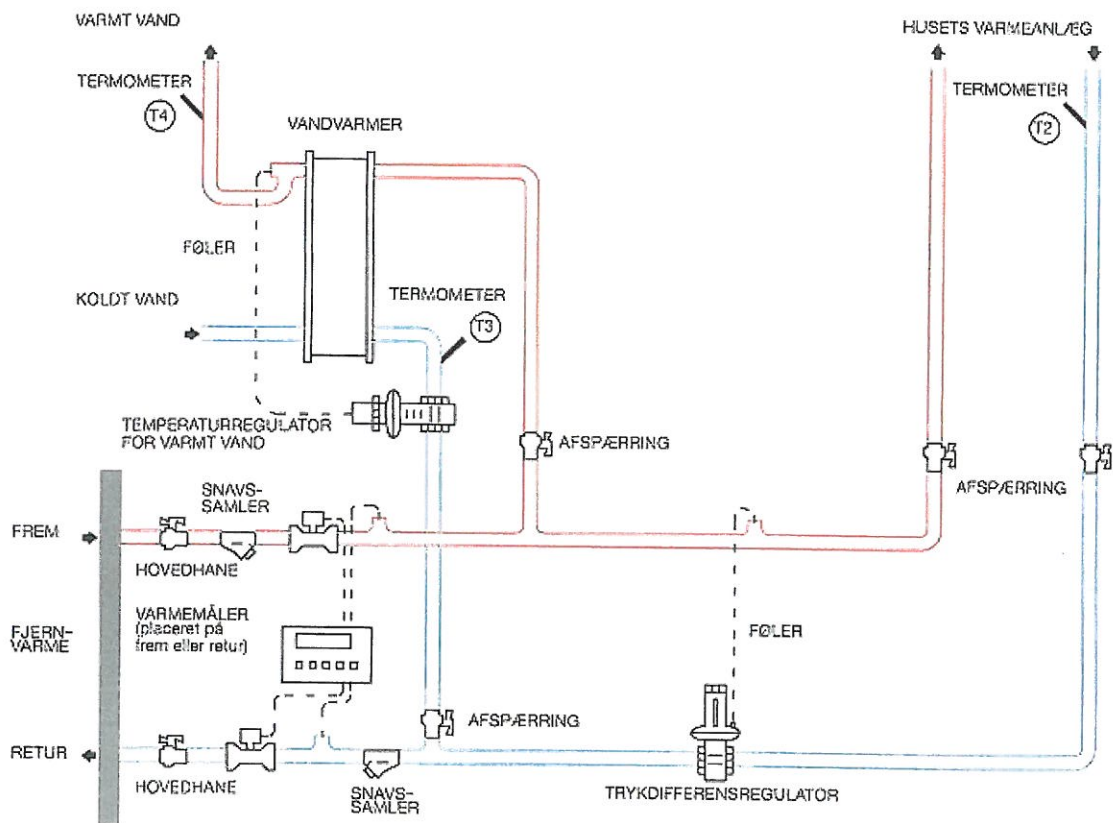 VARMT VAND
HUSETS VARMEANLÆG
TERMOMETER
T4
TERMOMETER
T2
VANDVARMER
FØLER
KOLDT VAND
TERMOMETER
T3
TEMPERATURREGULATOR
FOR VARMT VAND
AFSPÆRRING
AFSPÆRRING
SNAVS-
SAMLER
FREM
HOVEDHANE
VARMEMÅLER
(placeret på
frem eller retur)
FJERN-
VARME
FØLER
AFSPÆRRING
RETUR
HOVEDHANE
SNAVS-
SAMLER
TRYKDIFFERENSREGULATOR